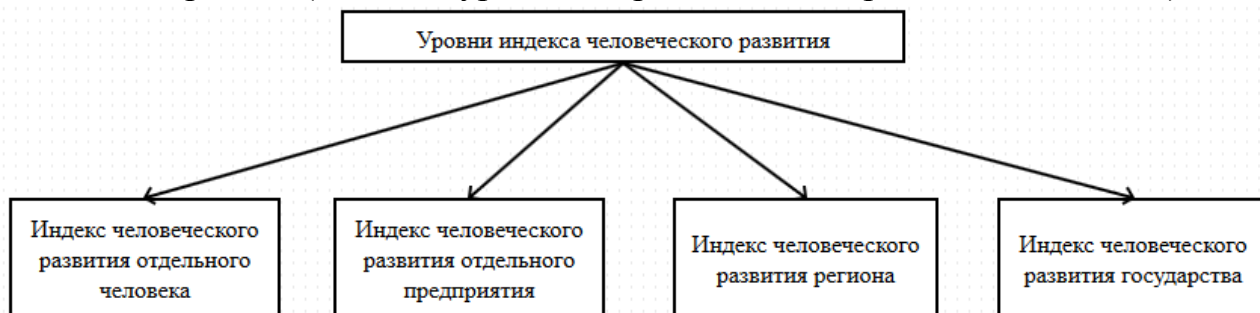 Уровни индекса человеческого развития
Индекс человеческого
развития отдельного
человека
Индекс человеческого
развития отдельного
предприятия
Индекс человеческого
развития региона
Индекс человеческого
развития государства